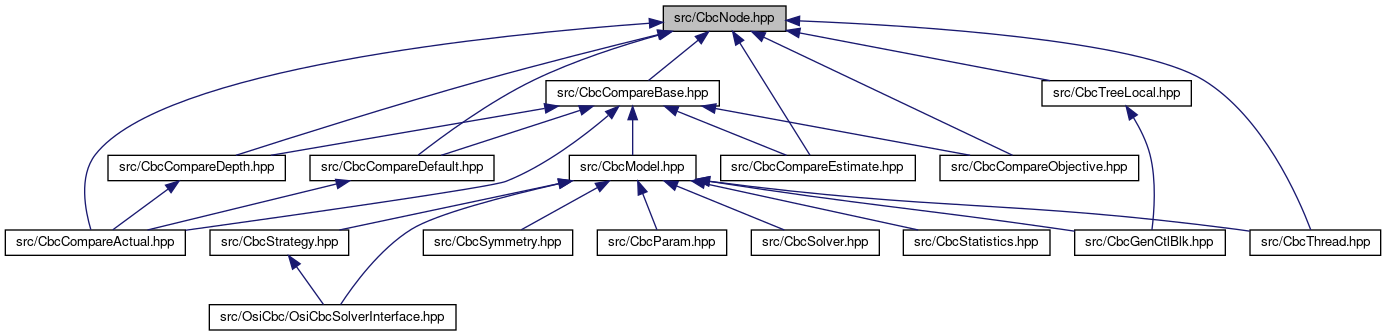 src/CbcNode.hpp
src/CbcCompareBase.hpp
src/CbcTreeLocal.hpp
src/CbcCompareDepth.hpp
src/CbcCompareDefault.hpp
src/CbcModel.hpp
src/CbcCompareEstimate.hpp
src/CbcCompareObjective.hpp
src/CbcCompareActual.hpp
src/CbcStrategy.hpp
src/CbcSymmetry.hpp
src/CbcParam.hpp
src/CbcSolver.hpp
src/CbcStatistics.hpp
src/CbcGenCtlBlk.hpp
src/CbcThread.hpp
src/OsiCbc/OsiCbcSolverInterface.hpp